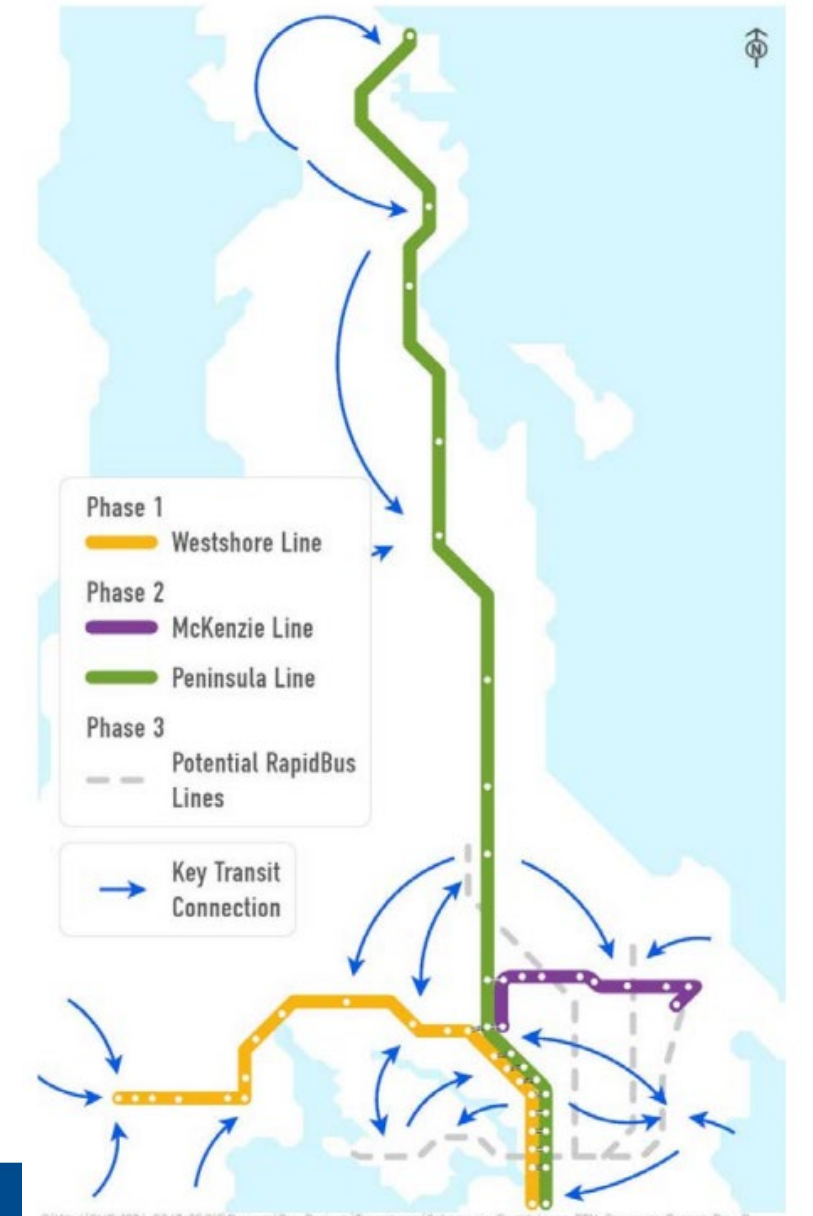 N
Phase 1
Westshore Line
Phase 2
McKenzie Line
Peninsula Line
Phase 3
Potential RapidBus
Lines
Key Transit
Connection